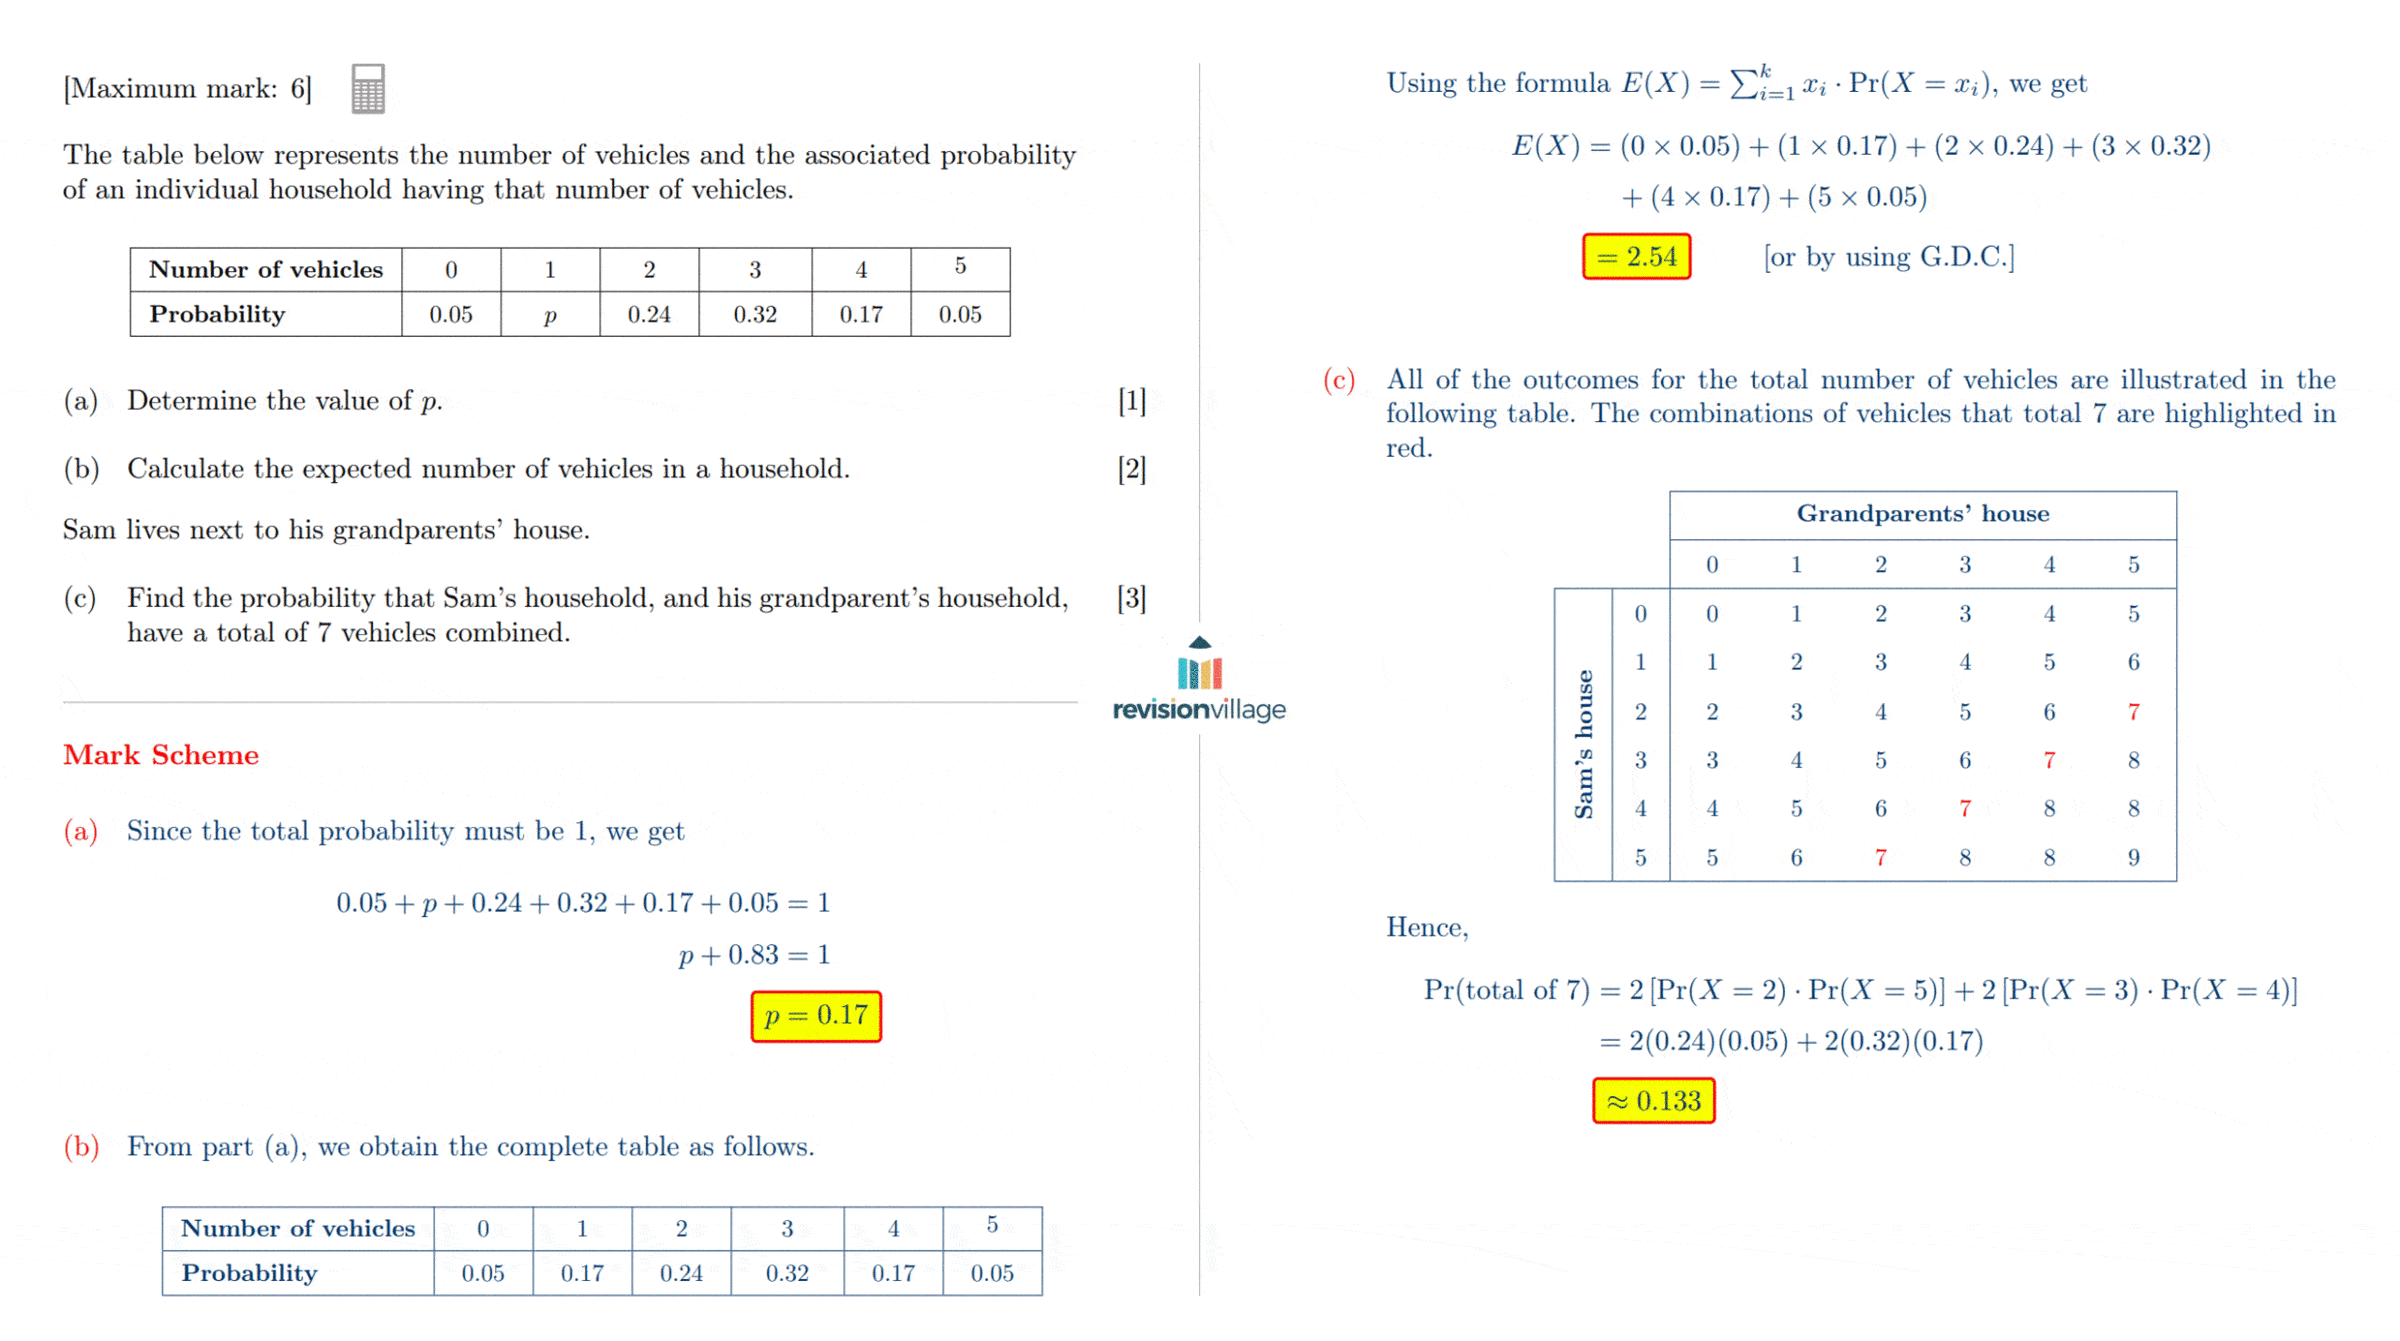 [Maximum mark: 6]
The table below represents the number of vehicles and the associated probability
of an individual household having that number of vehicles.
Number of vehicles 0 1 2 3 4 5
Probability 0.05 p 0.24 0.32 0.17 0.05
(a) Determine the value of p. [1]
(b) Calculate the expected number of vehicles in a household. [2]
Sam lives next to his grandparents’ house.
(c) Find the probability that Sam’s household, and his grandparent’s household, [3]
have a total of 7 vehicles combined.
Mark Scheme
(a) Since the total probability must be 1, we get
0.05 + p + 0.24 + 0.32 + 0.17 + 0.05 = 1
p + 0.83 = 1
p = 0.17
(b) From part (a), we obtain the complete table as follows.
Number of vehicles 0 1 2 3 4 5
Probability 0.05 0.17 0.24 0.32 0.17 0.05
revisionvillage
Using the formula E(X) = ∑ᵏᵢ₌₁ xᵢ · Pr(X = xᵢ), we get
E(X) = (0 × 0.05) + (1 × 0.17) + (2 × 0.24) + (3 × 0.32)
+ (4 × 0.17) + (5 × 0.05)
= 2.54 [or by using G.D.C.]
(c) All of the outcomes for the total number of vehicles are illustrated in the
following table. The combinations of vehicles that total 7 are highlighted in
red.
Grandparents’ house
0 1 2 3 4 5
Sam’s house
0 0 1 2 3 4 5
1 1 2 3 4 5 6
2 2 3 4 5 6 7
3 3 4 5 6 7 8
4 4 5 6 7 8 8
5 5 6 7 8 8 9
Hence,
Pr(total of 7) = 2 [Pr(X = 2) · Pr(X = 5)] + 2 [Pr(X = 3) · Pr(X = 4)]
= 2(0.24)(0.05) + 2(0.32)(0.17)
≈ 0.133